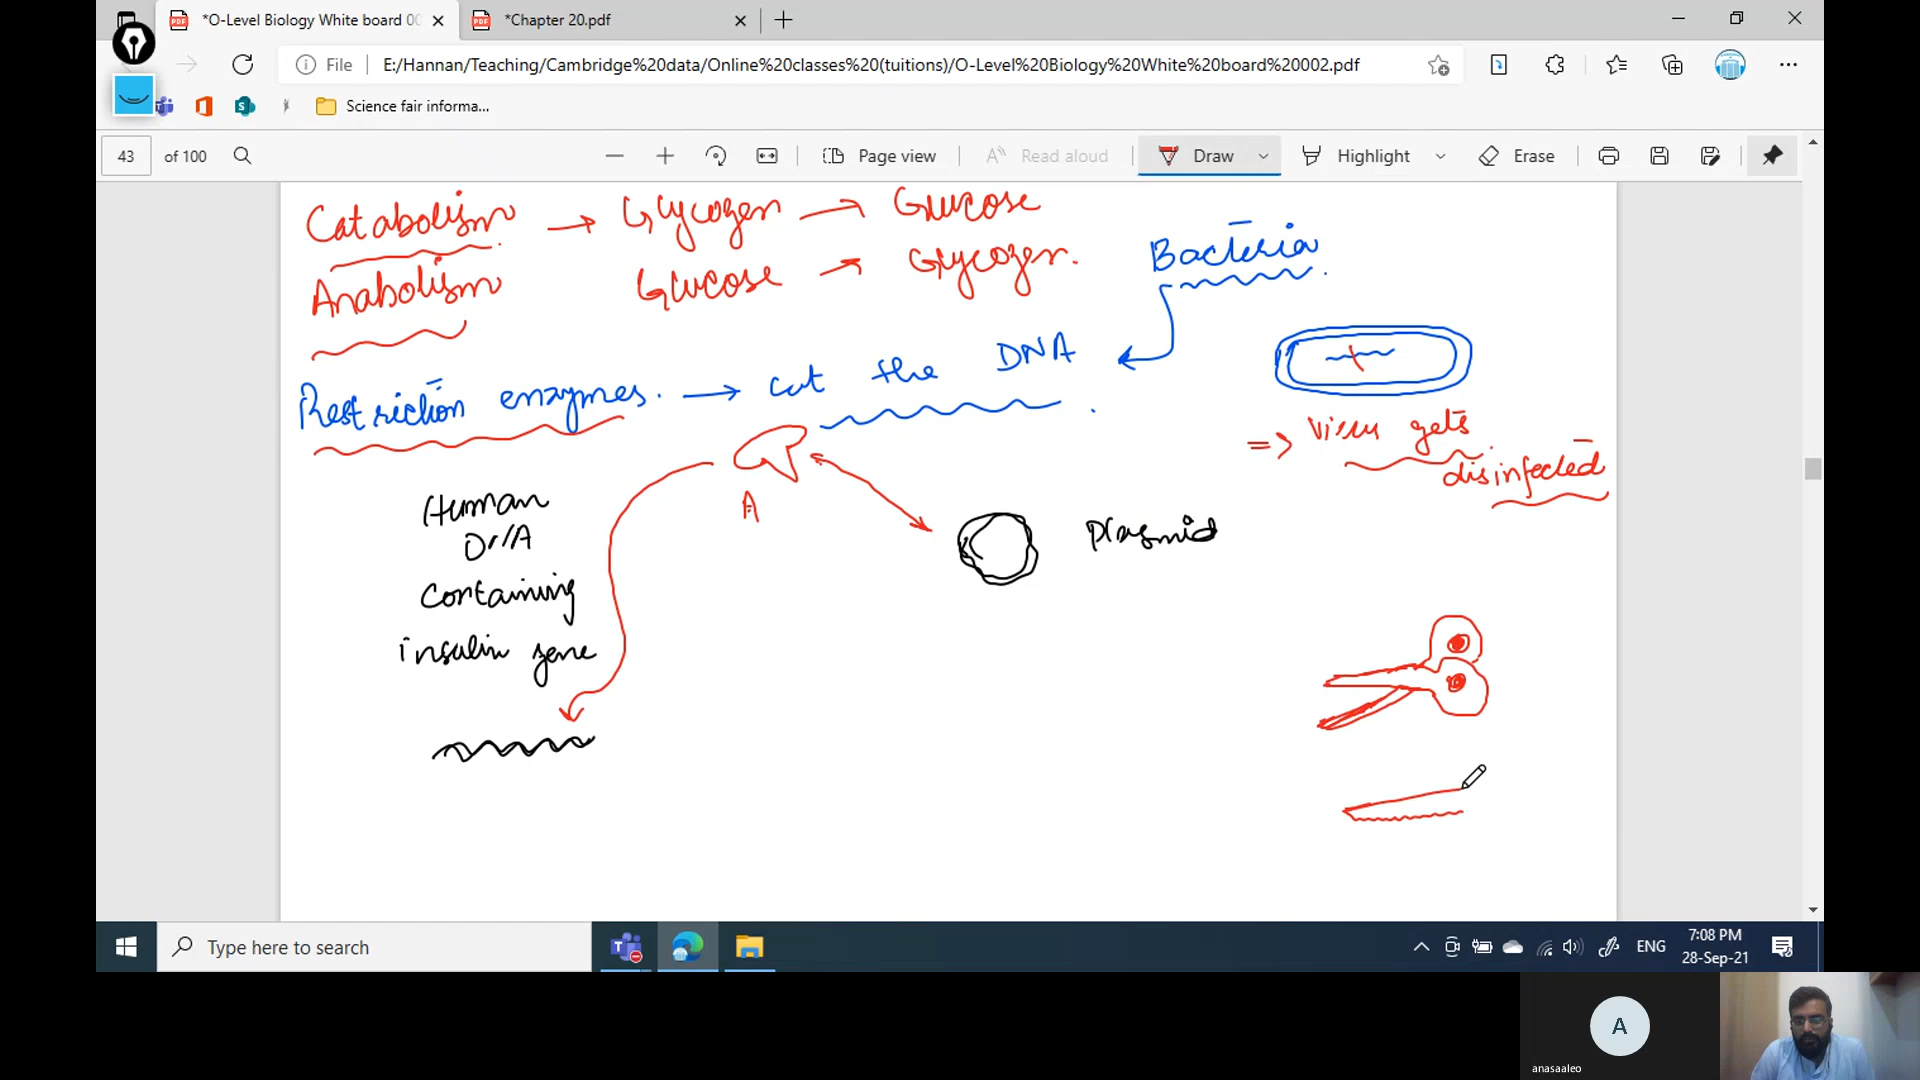 *O-Level Biology White board 00
*Chapter 20.pdf
File E:/Hannan/Teaching/Cambridge%20data/Online%20classes%20(tuitions)/O-Level%20Biology%20White%20board%20002.pdf
Science fair informa...
43 of 100 Page view Read aloud Draw Highlight Erase
Catabolism → Glycogen → Glucose
Anabolism Glucose → Glycogen.
Bacteria
Restriction enzymes. → cut the DNA
=> Virus gets
disinfected
A
Human
DNA
containing
insulin gene
Plasmid
Type here to search
ENG
7:08 PM
28-Sep-21
A
anasaaleo